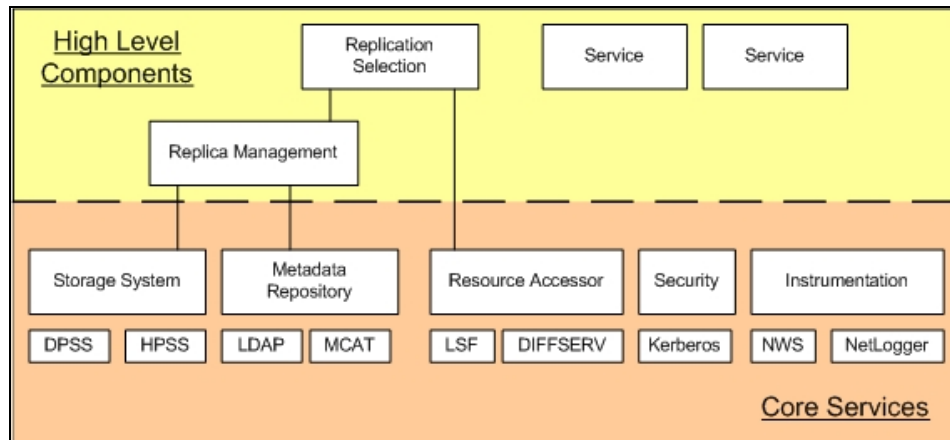 High Level
Components
Replication
Selection
Service
Service
Replica Management
Storage System
Metadata
Repository
Resource Accessor
Security
Instrumentation
DPSS
HPSS
LDAP
MCAT
LSF
DIFFSERV
Kerberos
NWS
NetLogger
Core Services